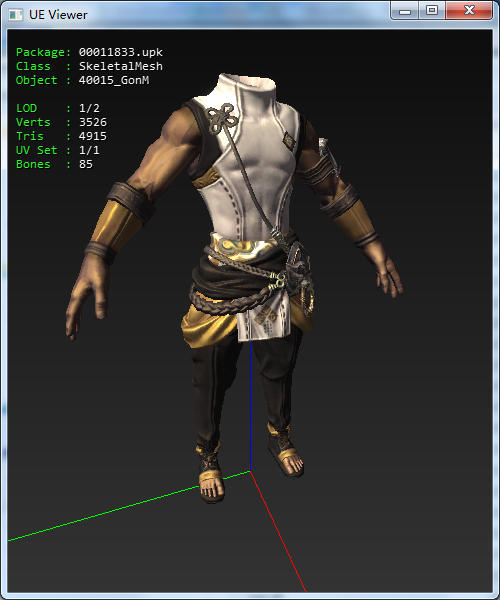 UE Viewer
Package: 00011833.upk
Class : SkeletalMesh
Object : 40015_GonM
LOD : 1/2
Verts : 3526
Tris : 4915
UV Set : 1/1
Bones : 85